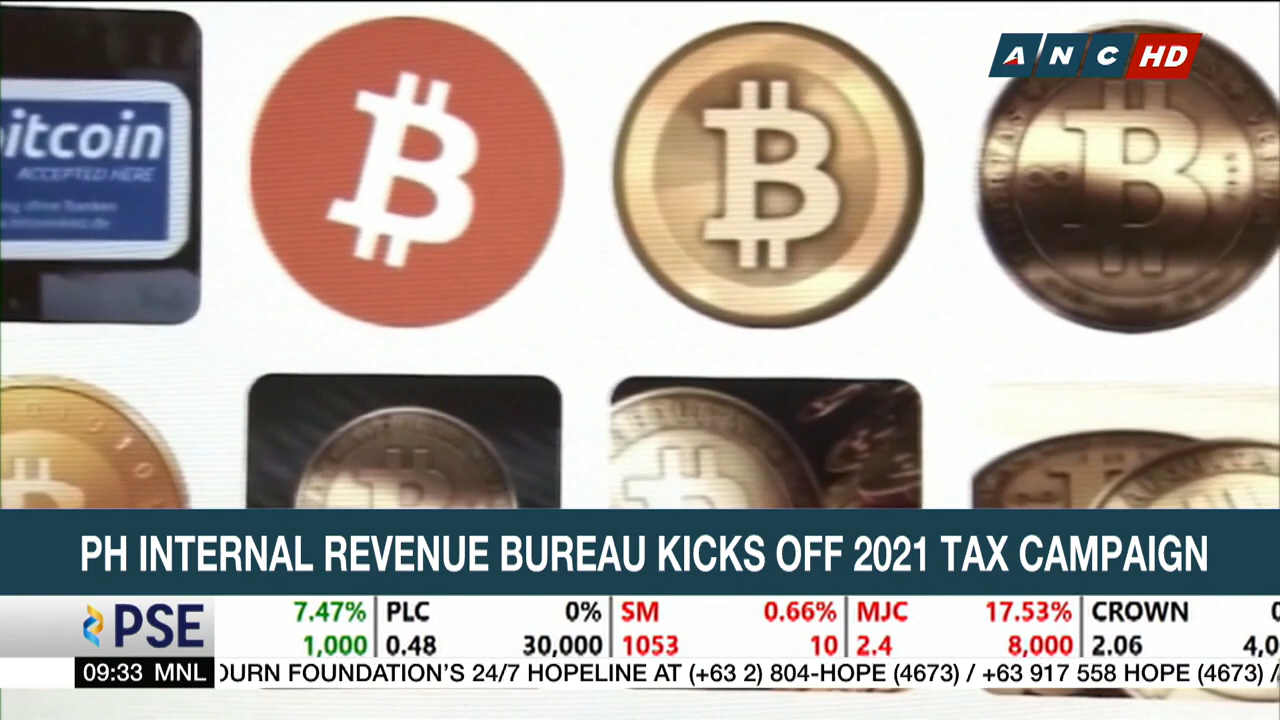 ANC HD
itcoin
ACCEPTED HERE
PH INTERNAL REVENUE BUREAU KICKS OFF 2021 TAX CAMPAIGN
PSE
7.47% PLC 0% SM 0.66% MJC 17.53% CROWN
1,000 0.48 30,000 1053 10 2.4 8,000 2.06 4,0
09:33 MNL OURN FOUNDATION'S 24/7 HOPELINE AT (+63 2) 804-HOPE (4673) / +63 917 558 HOPE (4673) /